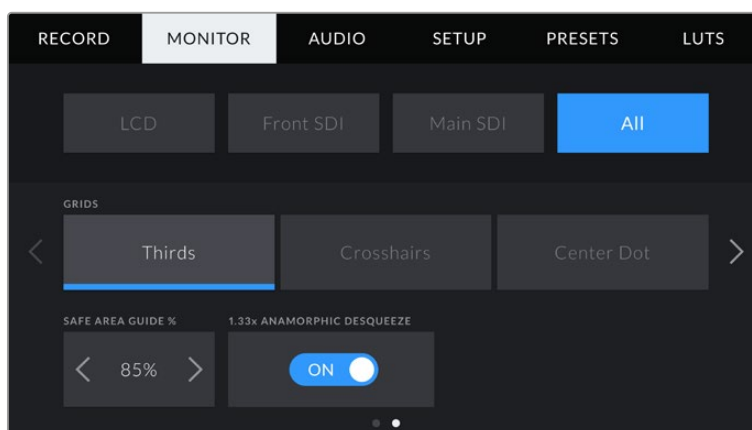 RECORD MONITOR AUDIO SETUP PRESETS LUTS
LCD Front SDI Main SDI All
GRIDS
Thirds Crosshairs Center Dot
SAFE AREA GUIDE % 1.33x ANAMORPHIC DESQUEEZE
85% ON